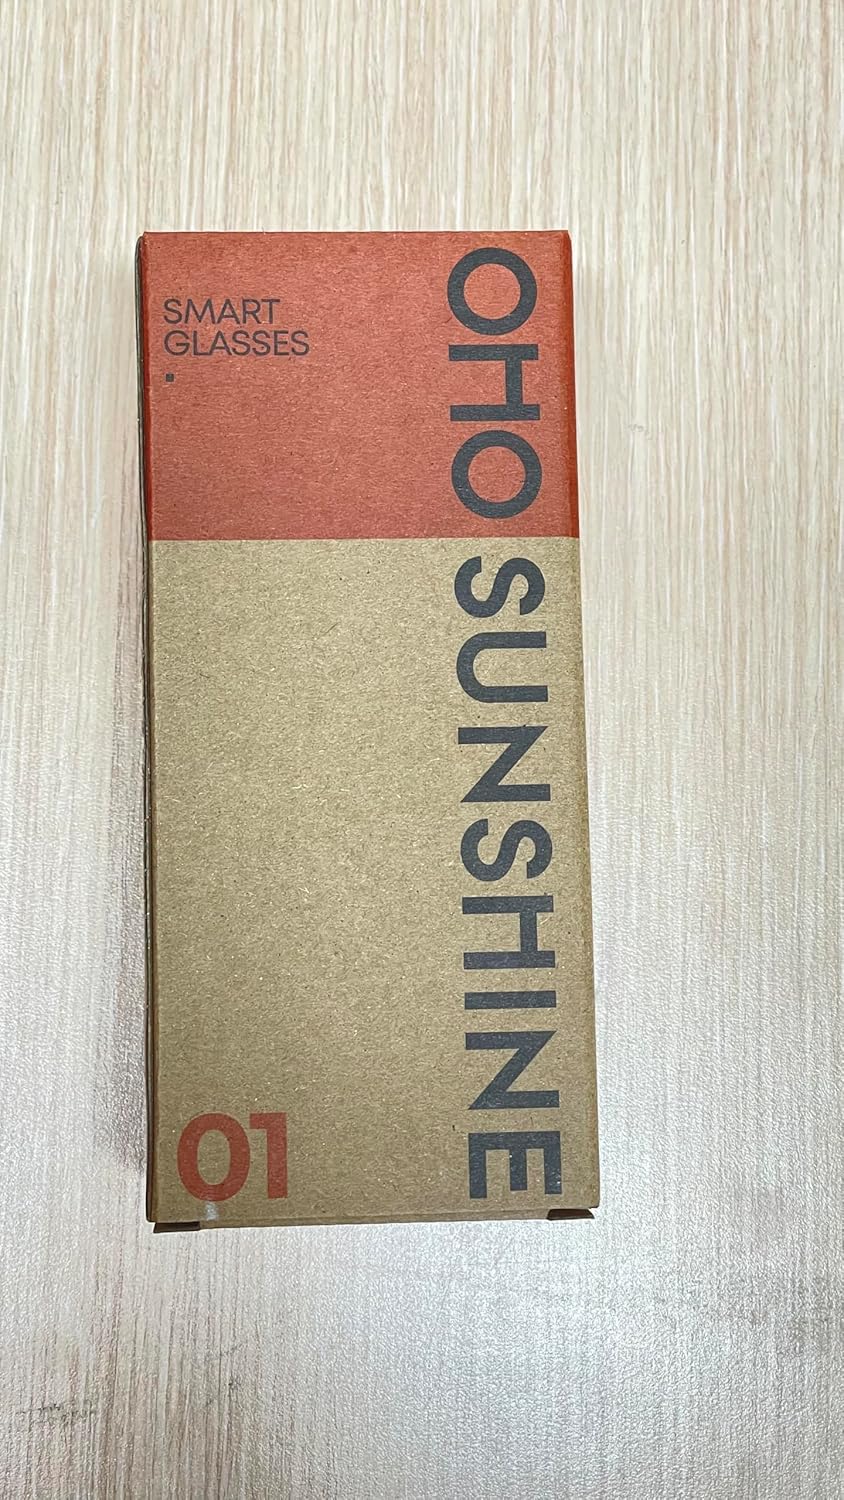 SMART
GLASSES
OHO SUNSHINE
01